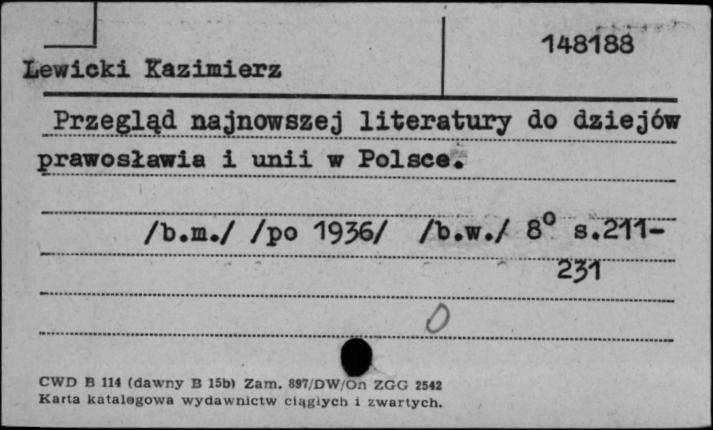 148188
Lewicki Kazimierz
Przegląd najnowszej literatury do dziejów
prawosławia i unii w Polsce.
/b.m./ /po 1936/ /b.w./ 8° s.211-
231
0
CWD B 114 (dawny B 15b) Zam. 897/DW/On ZGG 2542
Karta katalogowa wydawnictw ciągłych i zwartych.